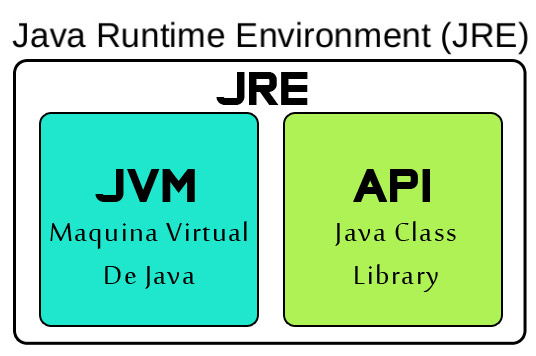 Java Runtime Environment (JRE)
JRE
JVM
Maquina Virtual
De Java
API
Java Class
Library